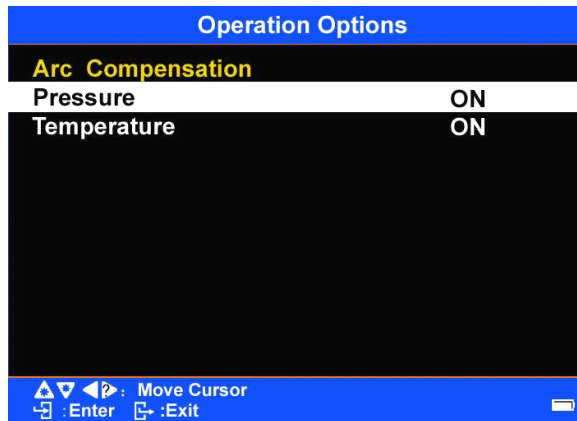 Operation Options
Arc Compensation
Pressure ON
Temperature ON
? : Move Cursor
:Enter :Exit